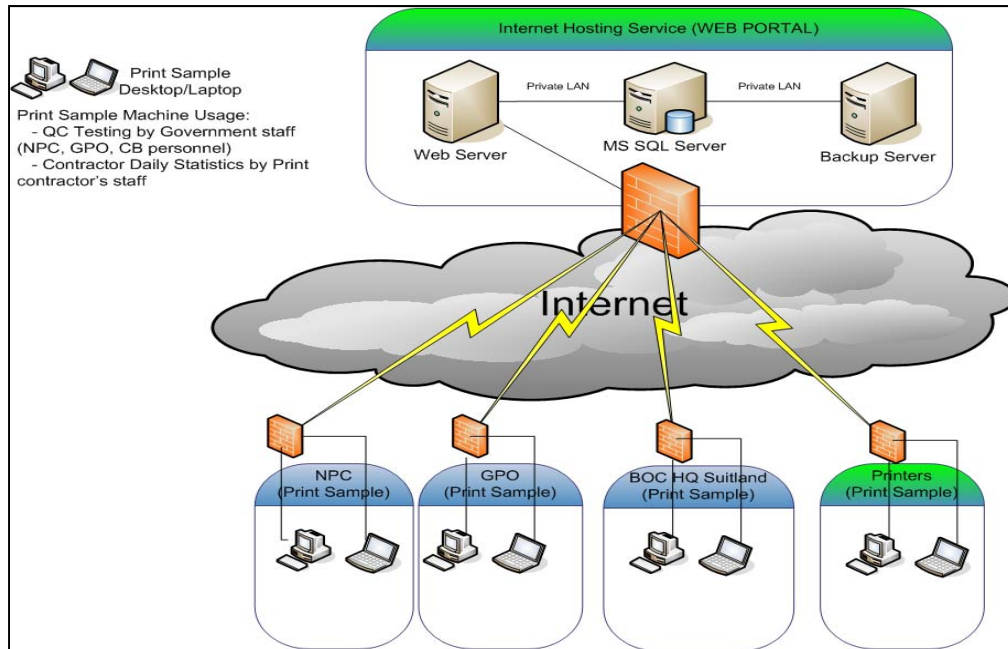 Internet Hosting Service (WEB PORTAL)
Print Sample
Desktop/Laptop
Print Sample Machine Usage:
- QC Testing by Government staff
(NPC, GPO, CB personnel)
- Contractor Daily Statistics by Print
contractor's staff
Private LAN
Private LAN
Web Server
MS SQL Server
Backup Server
Internet
NPC
(Print Sample)
GPO
(Print Sample)
BOC HQ Suitland
(Print Sample)
Printers
(Print Sample)